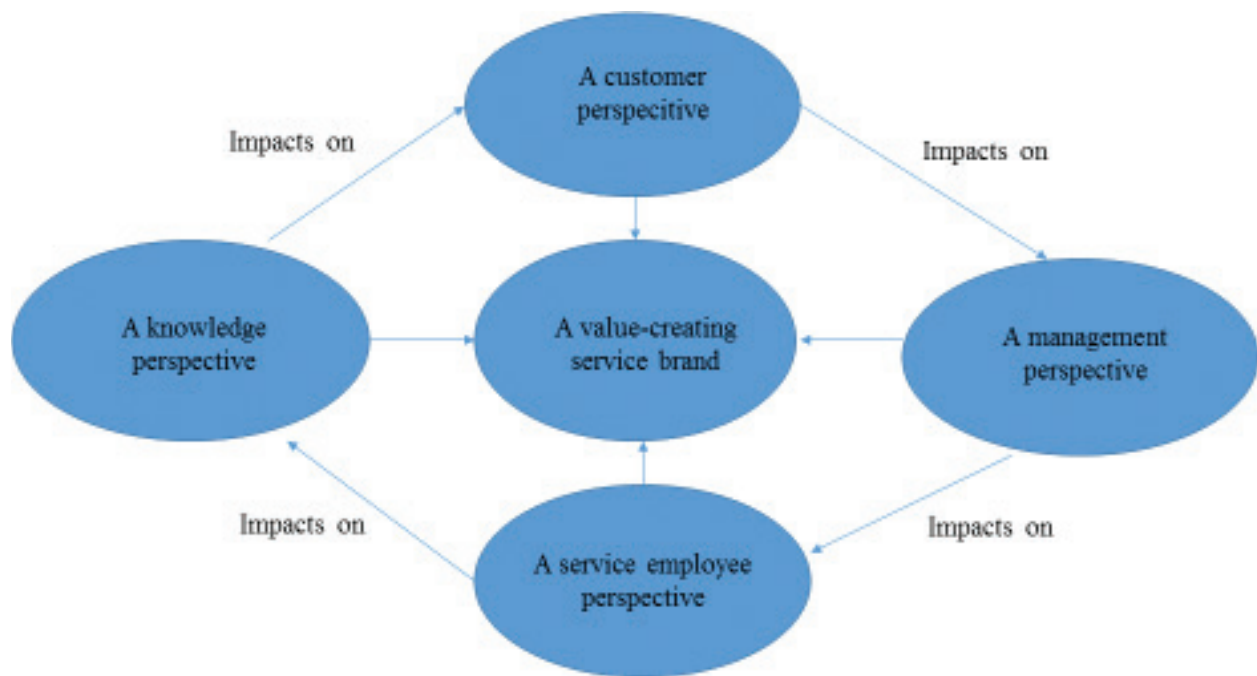 A customer
perspecitive
Impacts on
Impacts on
A knowledge
perspective
A value-creating
service brand
A management
perspective
Impacts on
Impacts on
A service employee
perspective